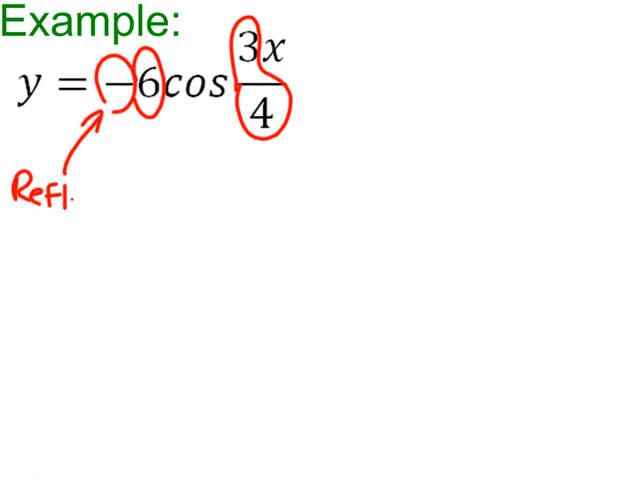 Example:
y = −6cos 3x/4
Refl.